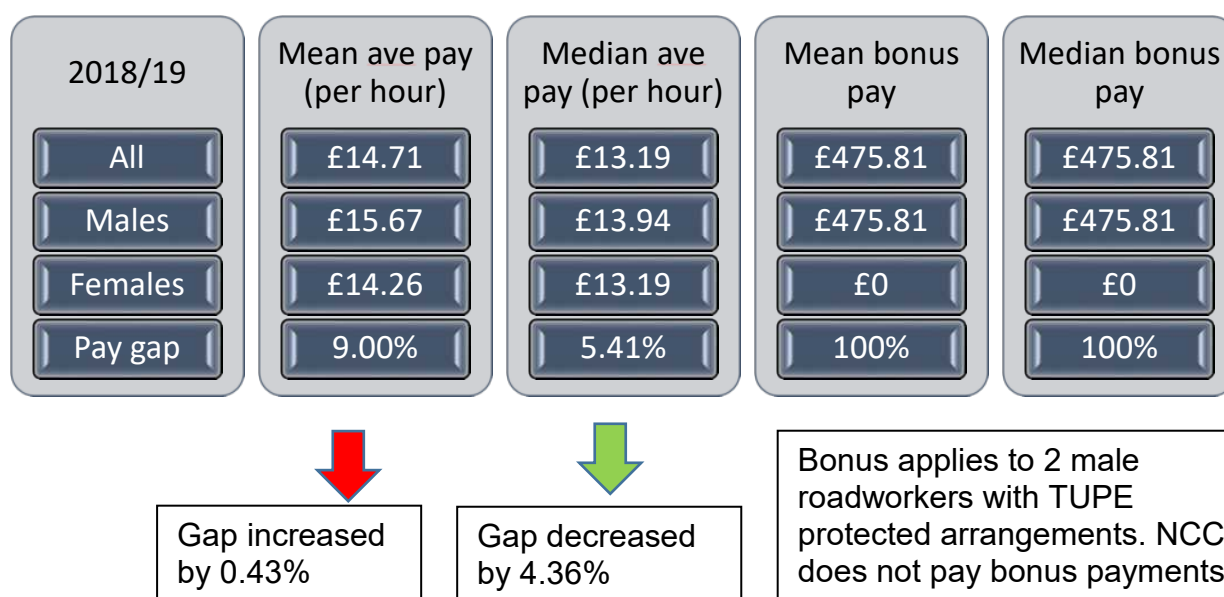 2018/19
All
Males
Females
Pay gap
Mean ave pay
(per hour)
£14.71
£15.67
£14.26
9.00%
Median ave
pay (per hour)
£13.19
£13.94
£13.19
5.41%
Mean bonus
pay
£475.81
£475.81
£0
100%
Median bonus
pay
£475.81
£475.81
£0
100%
Gap increased
by 0.43%
Gap decreased
by 4.36%
Bonus applies to 2 male
roadworkers with TUPE
protected arrangements. NCC
does not pay bonus payments